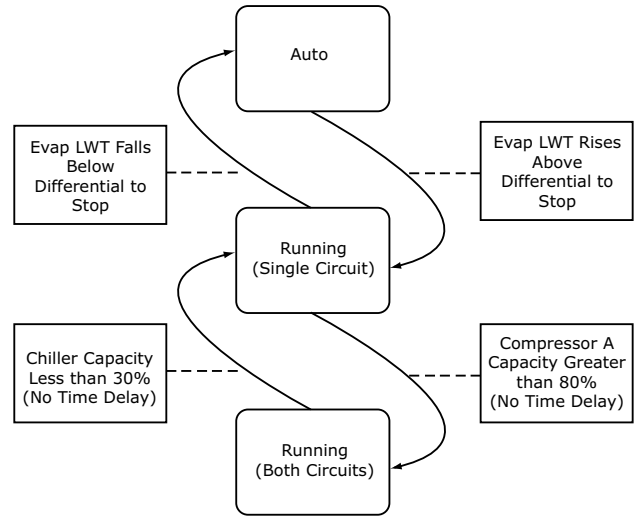 Auto
Evap LWT Falls
Below
Differential to
Stop
Evap LWT Rises
Above
Differential to
Stop
Running
(Single Circuit)
Chiller Capacity
Less than 30%
(No Time Delay)
Compressor A
Capacity Greater
than 80%
(No Time Delay)
Running
(Both Circuits)